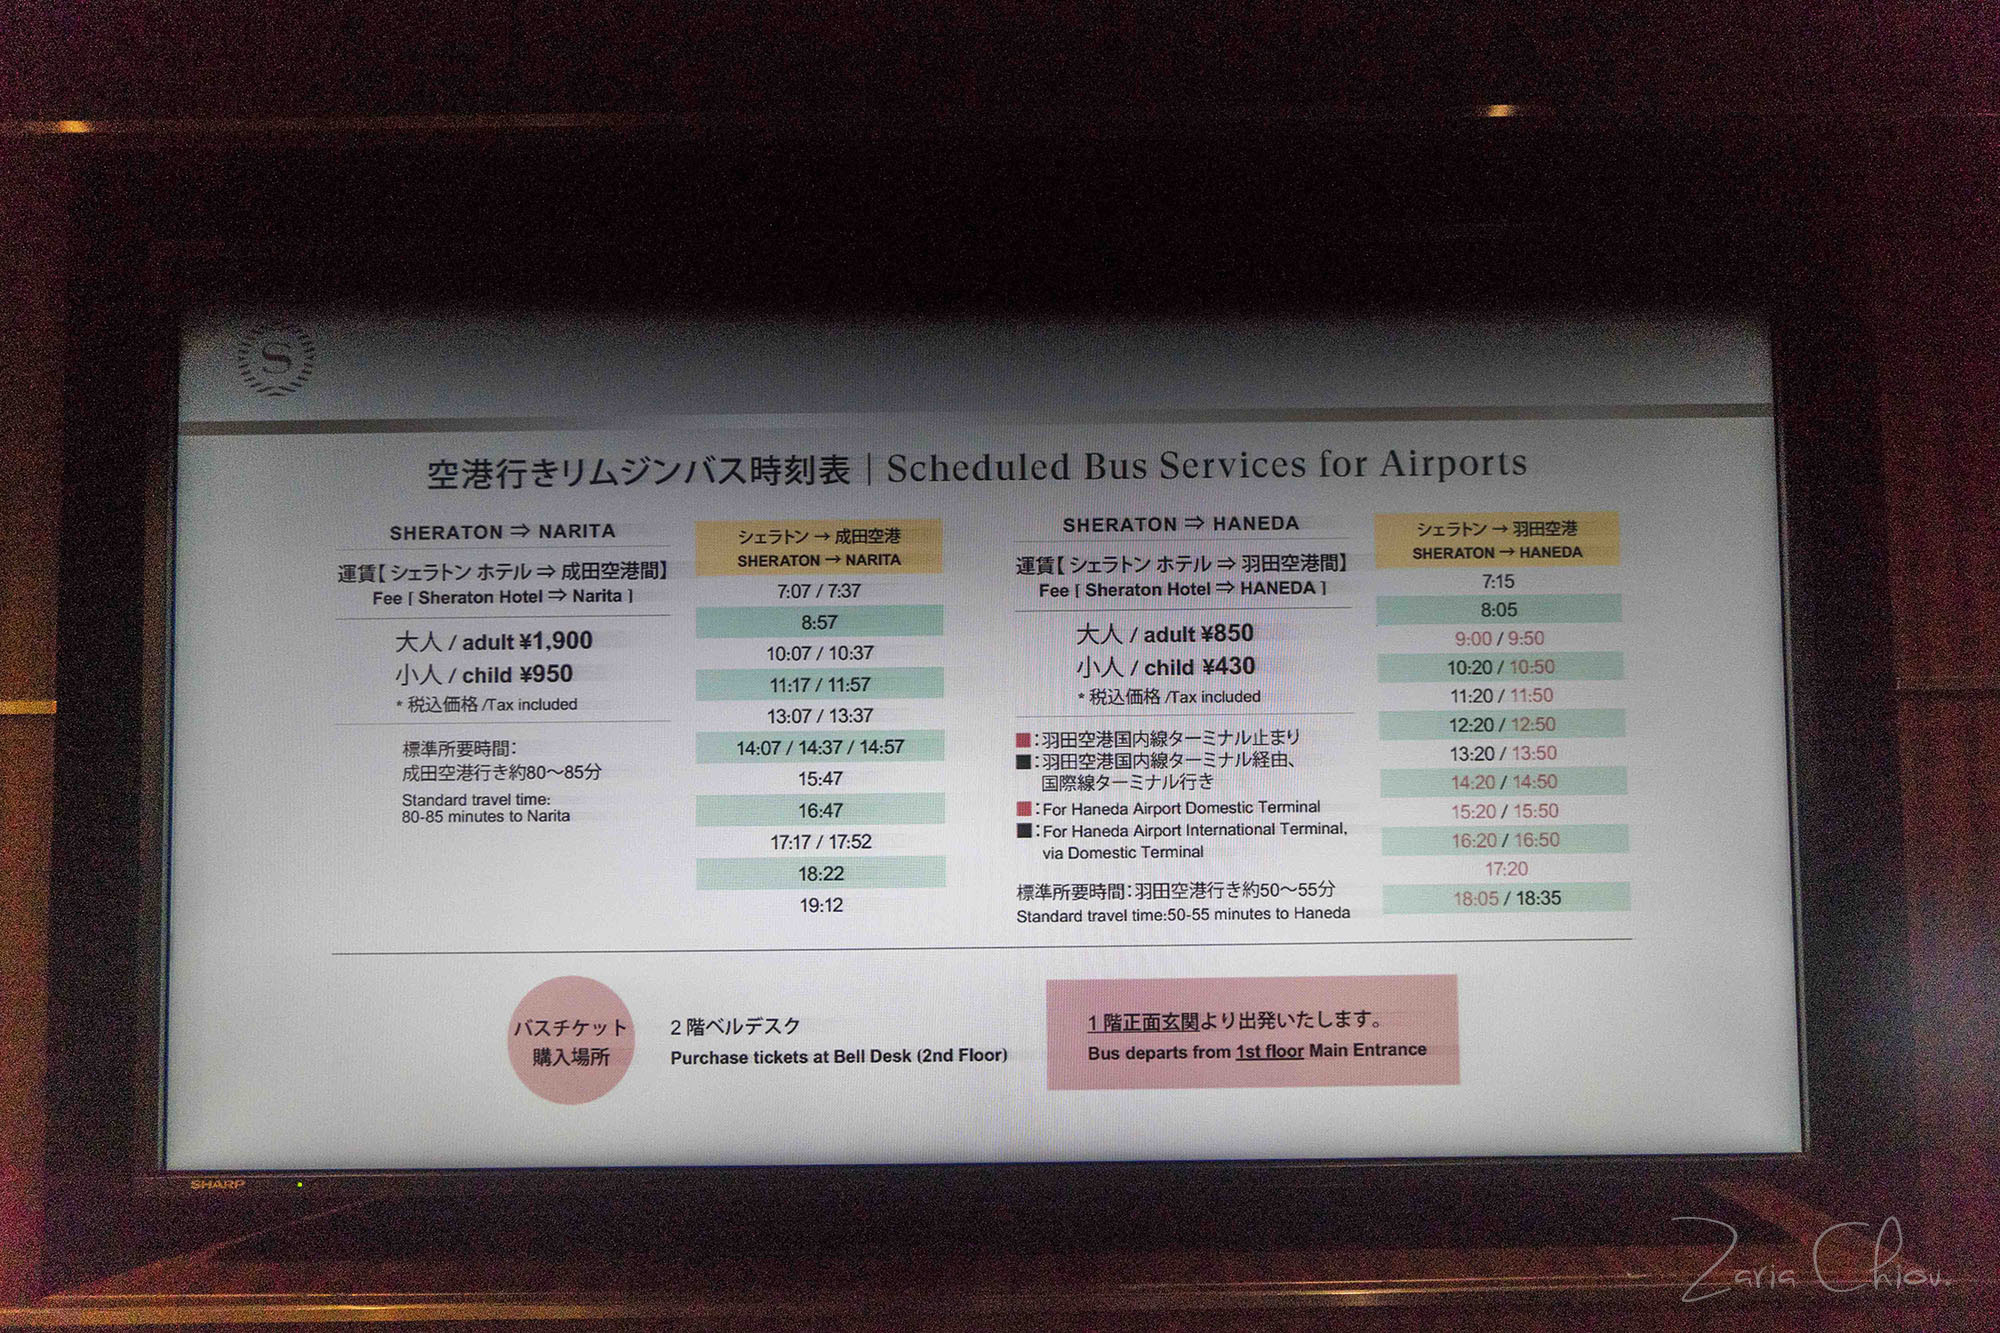 S
空港行きリムジンバス時刻表 | Scheduled Bus Services for Airports
SHERATON ⇒ NARITA
運賃【 シェラトン ホテル ⇒ 成田空港間】
Fee [ Sheraton Hotel ⇒ Narita ]
大人 / adult ¥1,900
小人 / child ¥950
* 税込価格 /Tax included
標準所要時間：
成田空港行き約80～85分
Standard travel time:
80-85 minutes to Narita
シェラトン → 成田空港
SHERATON → NARITA
7:07 / 7:37
8:57
10:07 / 10:37
11:17 / 11:57
13:07 / 13:37
14:07 / 14:37 / 14:57
15:47
16:47
17:17 / 17:52
18:22
19:12
SHERATON ⇒ HANEDA
運賃【 シェラトン ホテル ⇒ 羽田空港間】
Fee [ Sheraton Hotel ⇒ HANEDA ]
大人 / adult ¥850
小人 / child ¥430
* 税込価格 /Tax included
■：羽田空港国内線ターミナル止まり
■：羽田空港国内線ターミナル経由、
国際線ターミナル行き
■：For Haneda Airport Domestic Terminal
■：For Haneda Airport International Terminal,
via Domestic Terminal
標準所要時間：羽田空港行き約50～55分
Standard travel time:50-55 minutes to Haneda
シェラトン → 羽田空港
SHERATON → HANEDA
7:15
8:05
9:00 / 9:50
10:20 / 10:50
11:20 / 11:50
12:20 / 12:50
13:20 / 13:50
14:20 / 14:50
15:20 / 15:50
16:20 / 16:50
17:20
18:05 / 18:35
バスチケット
購入場所
2 階ベルデスク
Purchase tickets at Bell Desk (2nd Floor)
1 階正面玄関より出発いたします。
Bus departs from 1st floor Main Entrance
SHARP
Zaria Chiou.